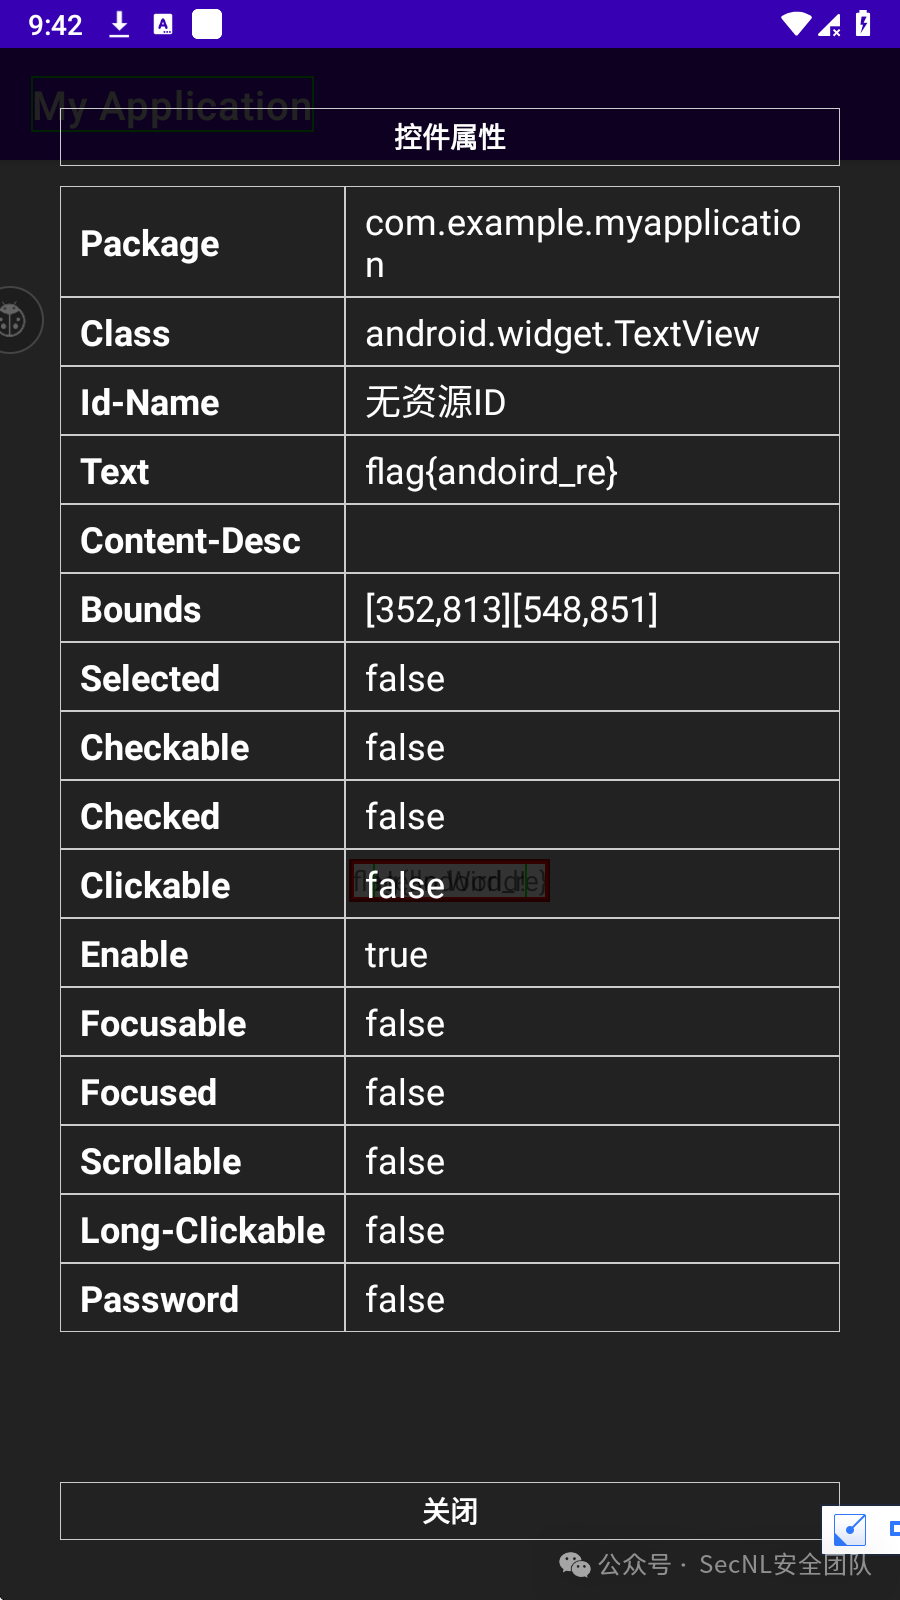 9:42
My Application
控件属性
Package
com.example.myapplicatio
n
Class
android.widget.TextView
Id-Name
无资源ID
Text
flag{andoird_re}
Content-Desc
Bounds
[352,813][548,851]
Selected
false
Checkable
false
Checked
false
Clickable
false
Enable
true
Focusable
false
Focused
false
Scrollable
false
Long-Clickable
false
Password
false
关闭
公众号 · SecNL安全团队